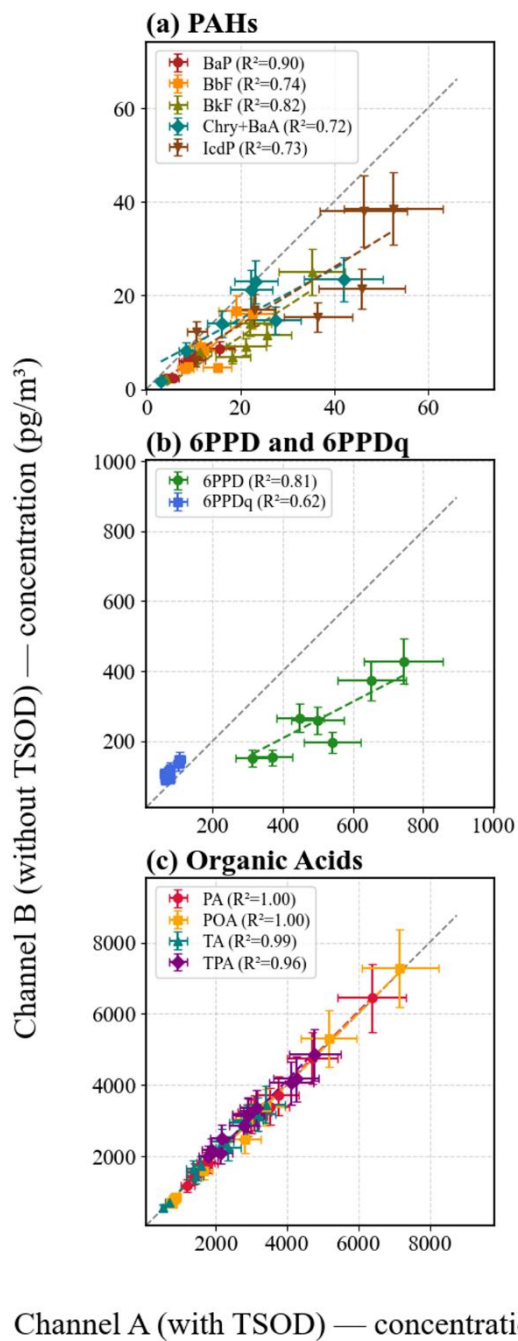 (a) PAHs
BaP (R²=0.90)
BbF (R²=0.74)
BkF (R²=0.82)
Chry+BaA (R²=0.72)
IcdP (R²=0.73)
60
40
20
0
0 20 40 60
(b) 6PPD and 6PPDq
6PPD (R²=0.81)
6PPDq (R²=0.62)
1000
800
600
400
200
200 400 600 800 1000
(c) Organic Acids
PA (R²=1.00)
POA (R²=1.00)
TA (R²=0.99)
TPA (R²=0.96)
8000
6000
4000
2000
2000 4000 6000 8000
Channel B (without TSOD) — concentration (pg/m³)
Channel A (with TSOD) — concentrati